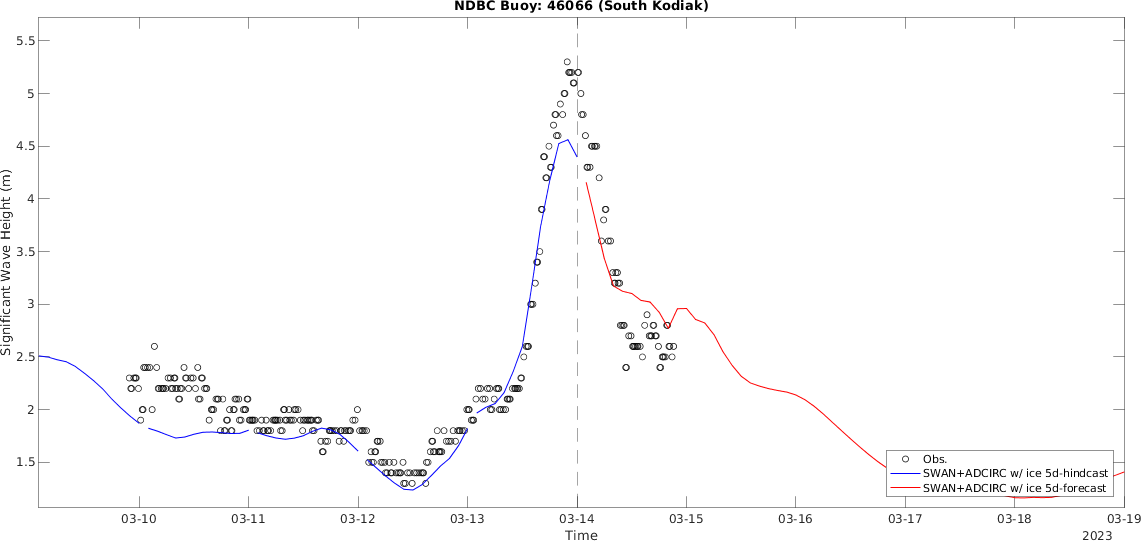 NDBC Buoy: 46066 (South Kodiak)
5.5
5
4.5
4
3.5
3
2.5
2
1.5
Significant Wave Height (m)
Obs.
SWAN+ADCIRC w/ ice 5d-hindcast
SWAN+ADCIRC w/ ice 5d-forecast
03-10 03-11 03-12 03-13 03-14 03-15 03-16 03-17 03-18 03-19
Time
2023